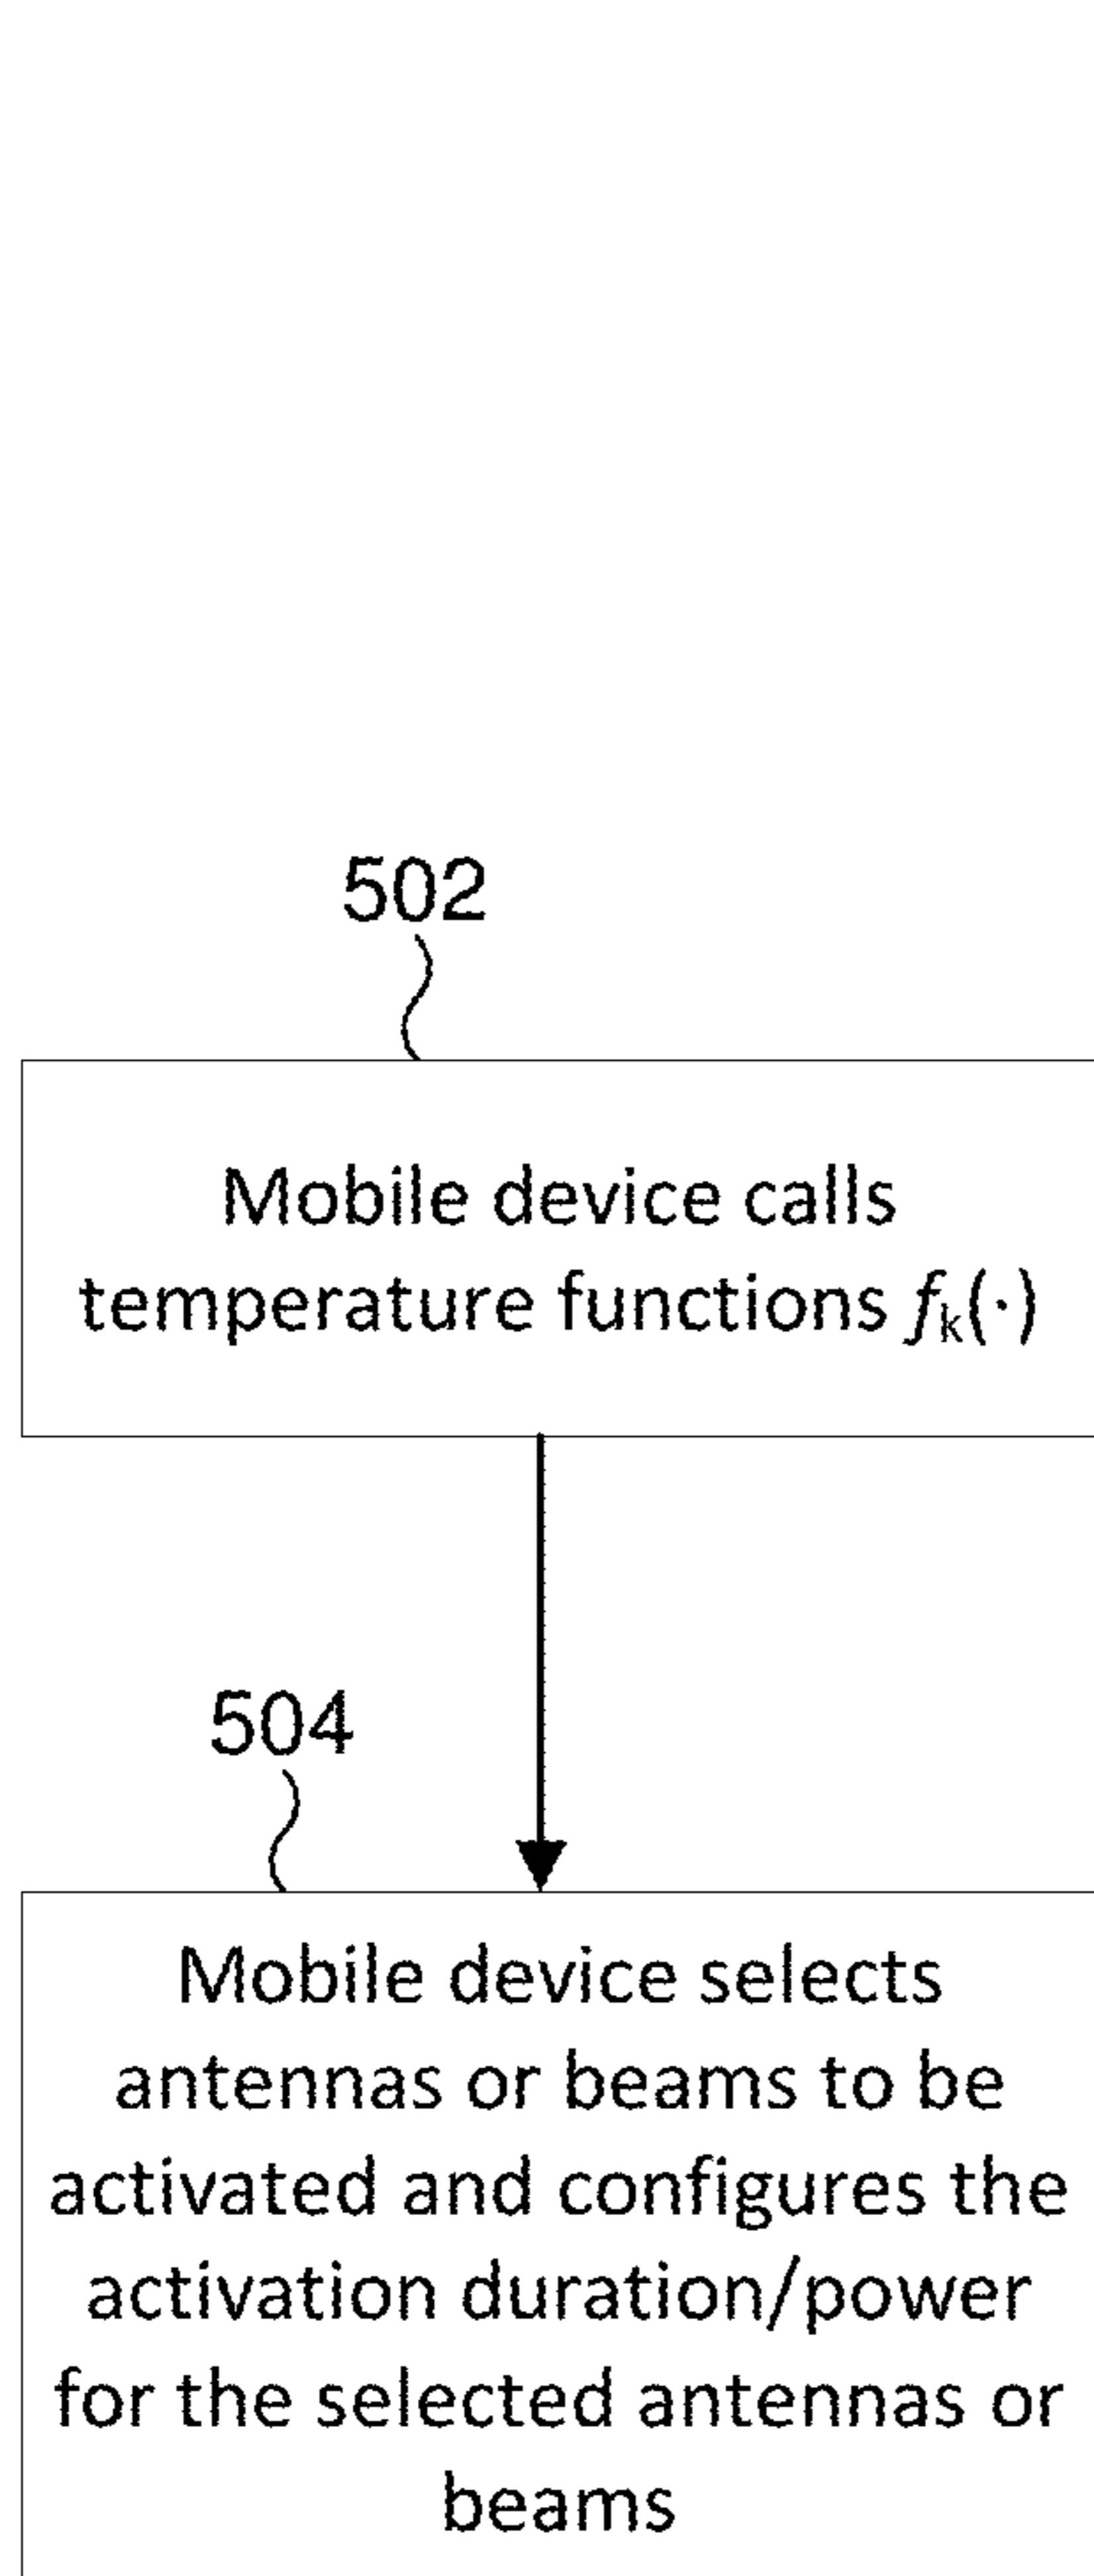 502
Mobile device calls
temperature functions fk(·)
504
Mobile device selects
antennas or beams to be
activated and configures the
activation duration/power
for the selected antennas or
beams